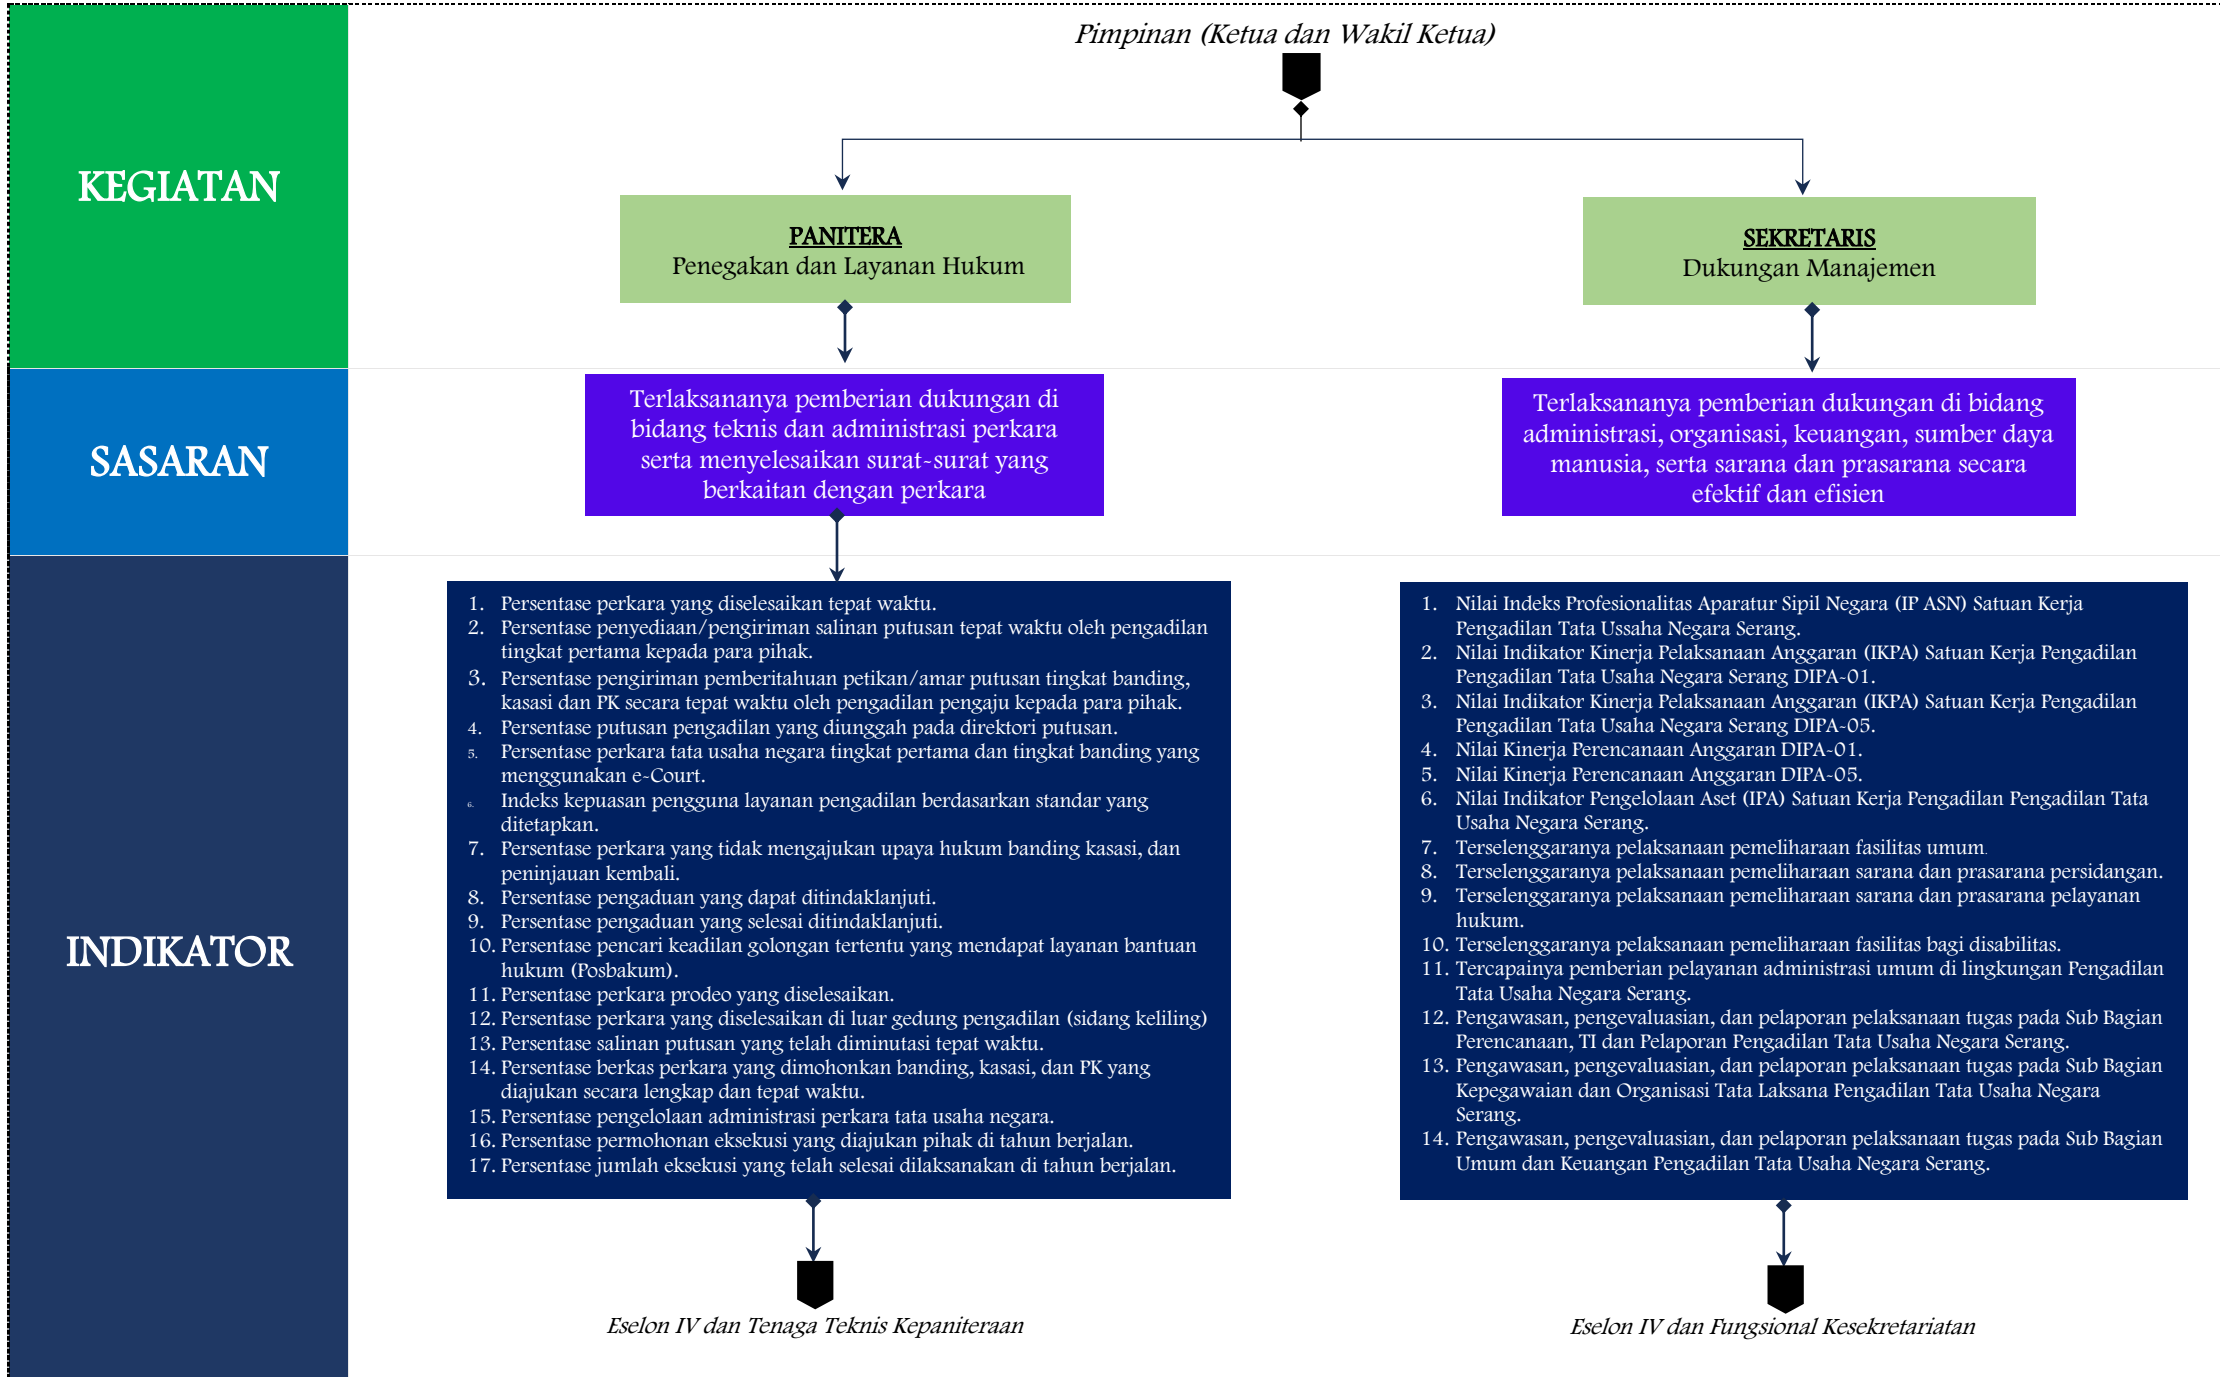 Pimpinan (Ketua dan Wakil Ketua)
KEGIATAN
PANITERA
Penegakan dan Layanan Hukum
SEKRETARIS
Dukungan Manajemen
SASARAN
Terlaksananya pemberian dukungan di
bidang teknis dan administrasi perkara
serta menyelesaikan surat-surat yang
berkaitan dengan perkara
Terlaksananya pemberian dukungan di bidang
administrasi, organisasi, keuangan, sumber daya
manusia, serta sarana dan prasarana secara
efektif dan efisien
INDIKATOR
1. Persentase perkara yang diselesaikan tepat waktu.
2. Persentase penyediaan/pengiriman salinan putusan tepat waktu oleh pengadilan
tingkat pertama kepada para pihak.
3. Persentase pengiriman pemberitahuan petikan/amar putusan tingkat banding,
kasasi dan PK secara tepat waktu oleh pengadilan pengaju kepada para pihak.
4. Persentase putusan pengadilan yang diunggah pada direktori putusan.
5. Persentase perkara tata usaha negara tingkat pertama dan tingkat banding yang
menggunakan e-Court.
6. Indeks kepuasan pengguna layanan pengadilan berdasarkan standar yang
ditetapkan.
7. Persentase perkara yang tidak mengajukan upaya hukum banding kasasi, dan
peninjauan kembali.
8. Persentase pengaduan yang dapat ditindaklanjuti.
9. Persentase pengaduan yang selesai ditindaklanjuti.
10. Persentase pencari keadilan golongan tertentu yang mendapat layanan bantuan
hukum (Posbakum).
11. Persentase perkara prodeo yang diselesaikan.
12. Persentase perkara yang diselesaikan di luar gedung pengadilan (sidang keliling)
13. Persentase salinan putusan yang telah diminutasi tepat waktu.
14. Persentase berkas perkara yang dimohonkan banding, kasasi, dan PK yang
diajukan secara lengkap dan tepat waktu.
15. Persentase pengelolaan administrasi perkara tata usaha negara.
16. Persentase permohonan eksekusi yang diajukan pihak di tahun berjalan.
17. Persentase jumlah eksekusi yang telah selesai dilaksanakan di tahun berjalan.
1. Nilai Indeks Profesionalitas Aparatur Sipil Negara (IP ASN) Satuan Kerja
Pengadilan Tata Ussaha Negara Serang.
2. Nilai Indikator Kinerja Pelaksanaan Anggaran (IKPA) Satuan Kerja Pengadilan
Pengadilan Tata Usaha Negara Serang DIPA-01.
3. Nilai Indikator Kinerja Pelaksanaan Anggaran (IKPA) Satuan Kerja Pengadilan
Pengadilan Tata Usaha Negara Serang DIPA-05.
4. Nilai Kinerja Perencanaan Anggaran DIPA-01.
5. Nilai Kinerja Perencanaan Anggaran DIPA-05.
6. Nilai Indikator Pengelolaan Aset (IPA) Satuan Kerja Pengadilan Pengadilan Tata
Usaha Negara Serang.
7. Terselenggaranya pelaksanaan pemeliharaan fasilitas umum.
8. Terselenggaranya pelaksanaan pemeliharaan sarana dan prasarana persidangan.
9. Terselenggaranya pelaksanaan pemeliharaan sarana dan prasarana pelayanan
hukum.
10. Terselenggaranya pelaksanaan pemeliharaan fasilitas bagi disabilitas.
11. Tercapainya pemberian pelayanan administrasi umum di lingkungan Pengadilan
Tata Usaha Negara Serang.
12. Pengawasan, pengevaluasian, dan pelaporan pelaksanaan tugas pada Sub Bagian
Perencanaan, TI dan Pelaporan Pengadilan Tata Usaha Negara Serang.
13. Pengawasan, pengevaluasian, dan pelaporan pelaksanaan tugas pada Sub Bagian
Kepegawaian dan Organisasi Tata Laksana Pengadilan Tata Usaha Negara
Serang.
14. Pengawasan, pengevaluasian, dan pelaporan pelaksanaan tugas pada Sub Bagian
Umum dan Keuangan Pengadilan Tata Usaha Negara Serang.
Eselon IV dan Tenaga Teknis Kepaniteraan
Eselon IV dan Fungsional Kesekretariatan